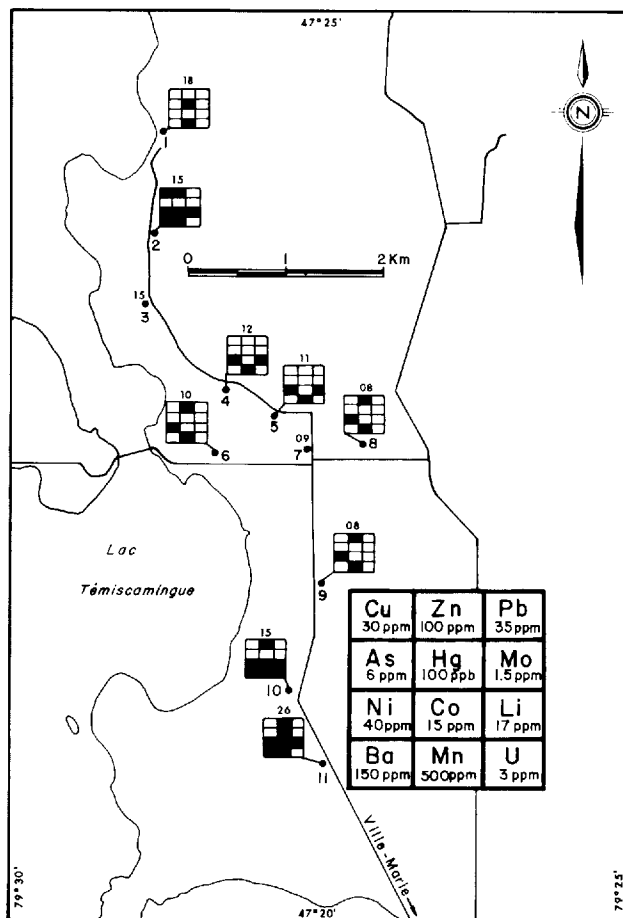 47°25'
18
1
N
15
2
0 1 2 Km
15
3
12
4
11
5
08
8
10
6
09
7
Lac
Témiscamingue
08
9
Cu Zn Pb
30 ppm 100 ppm 35 ppm
As Hg Mo
6 ppm 100 ppb 1.5 ppm
Ni Co Li
40 ppm 15 ppm 17 ppm
Ba Mn U
150 ppm 500 ppm 3 ppm
15
10
26
11
Ville-Marie
79°30'
47°20'
79°25'